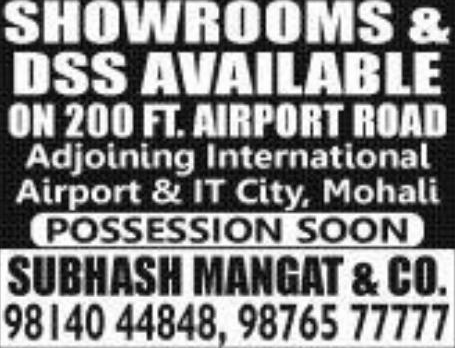 SHOWROOMS &
DSS AVAILABLE
ON 200 FT. AIRPORT ROAD
Adjoining International
Airport & IT City, Mohali
POSSESSION SOON
SUBHASH MANGAT & CO.
98140 44848, 98765 77777